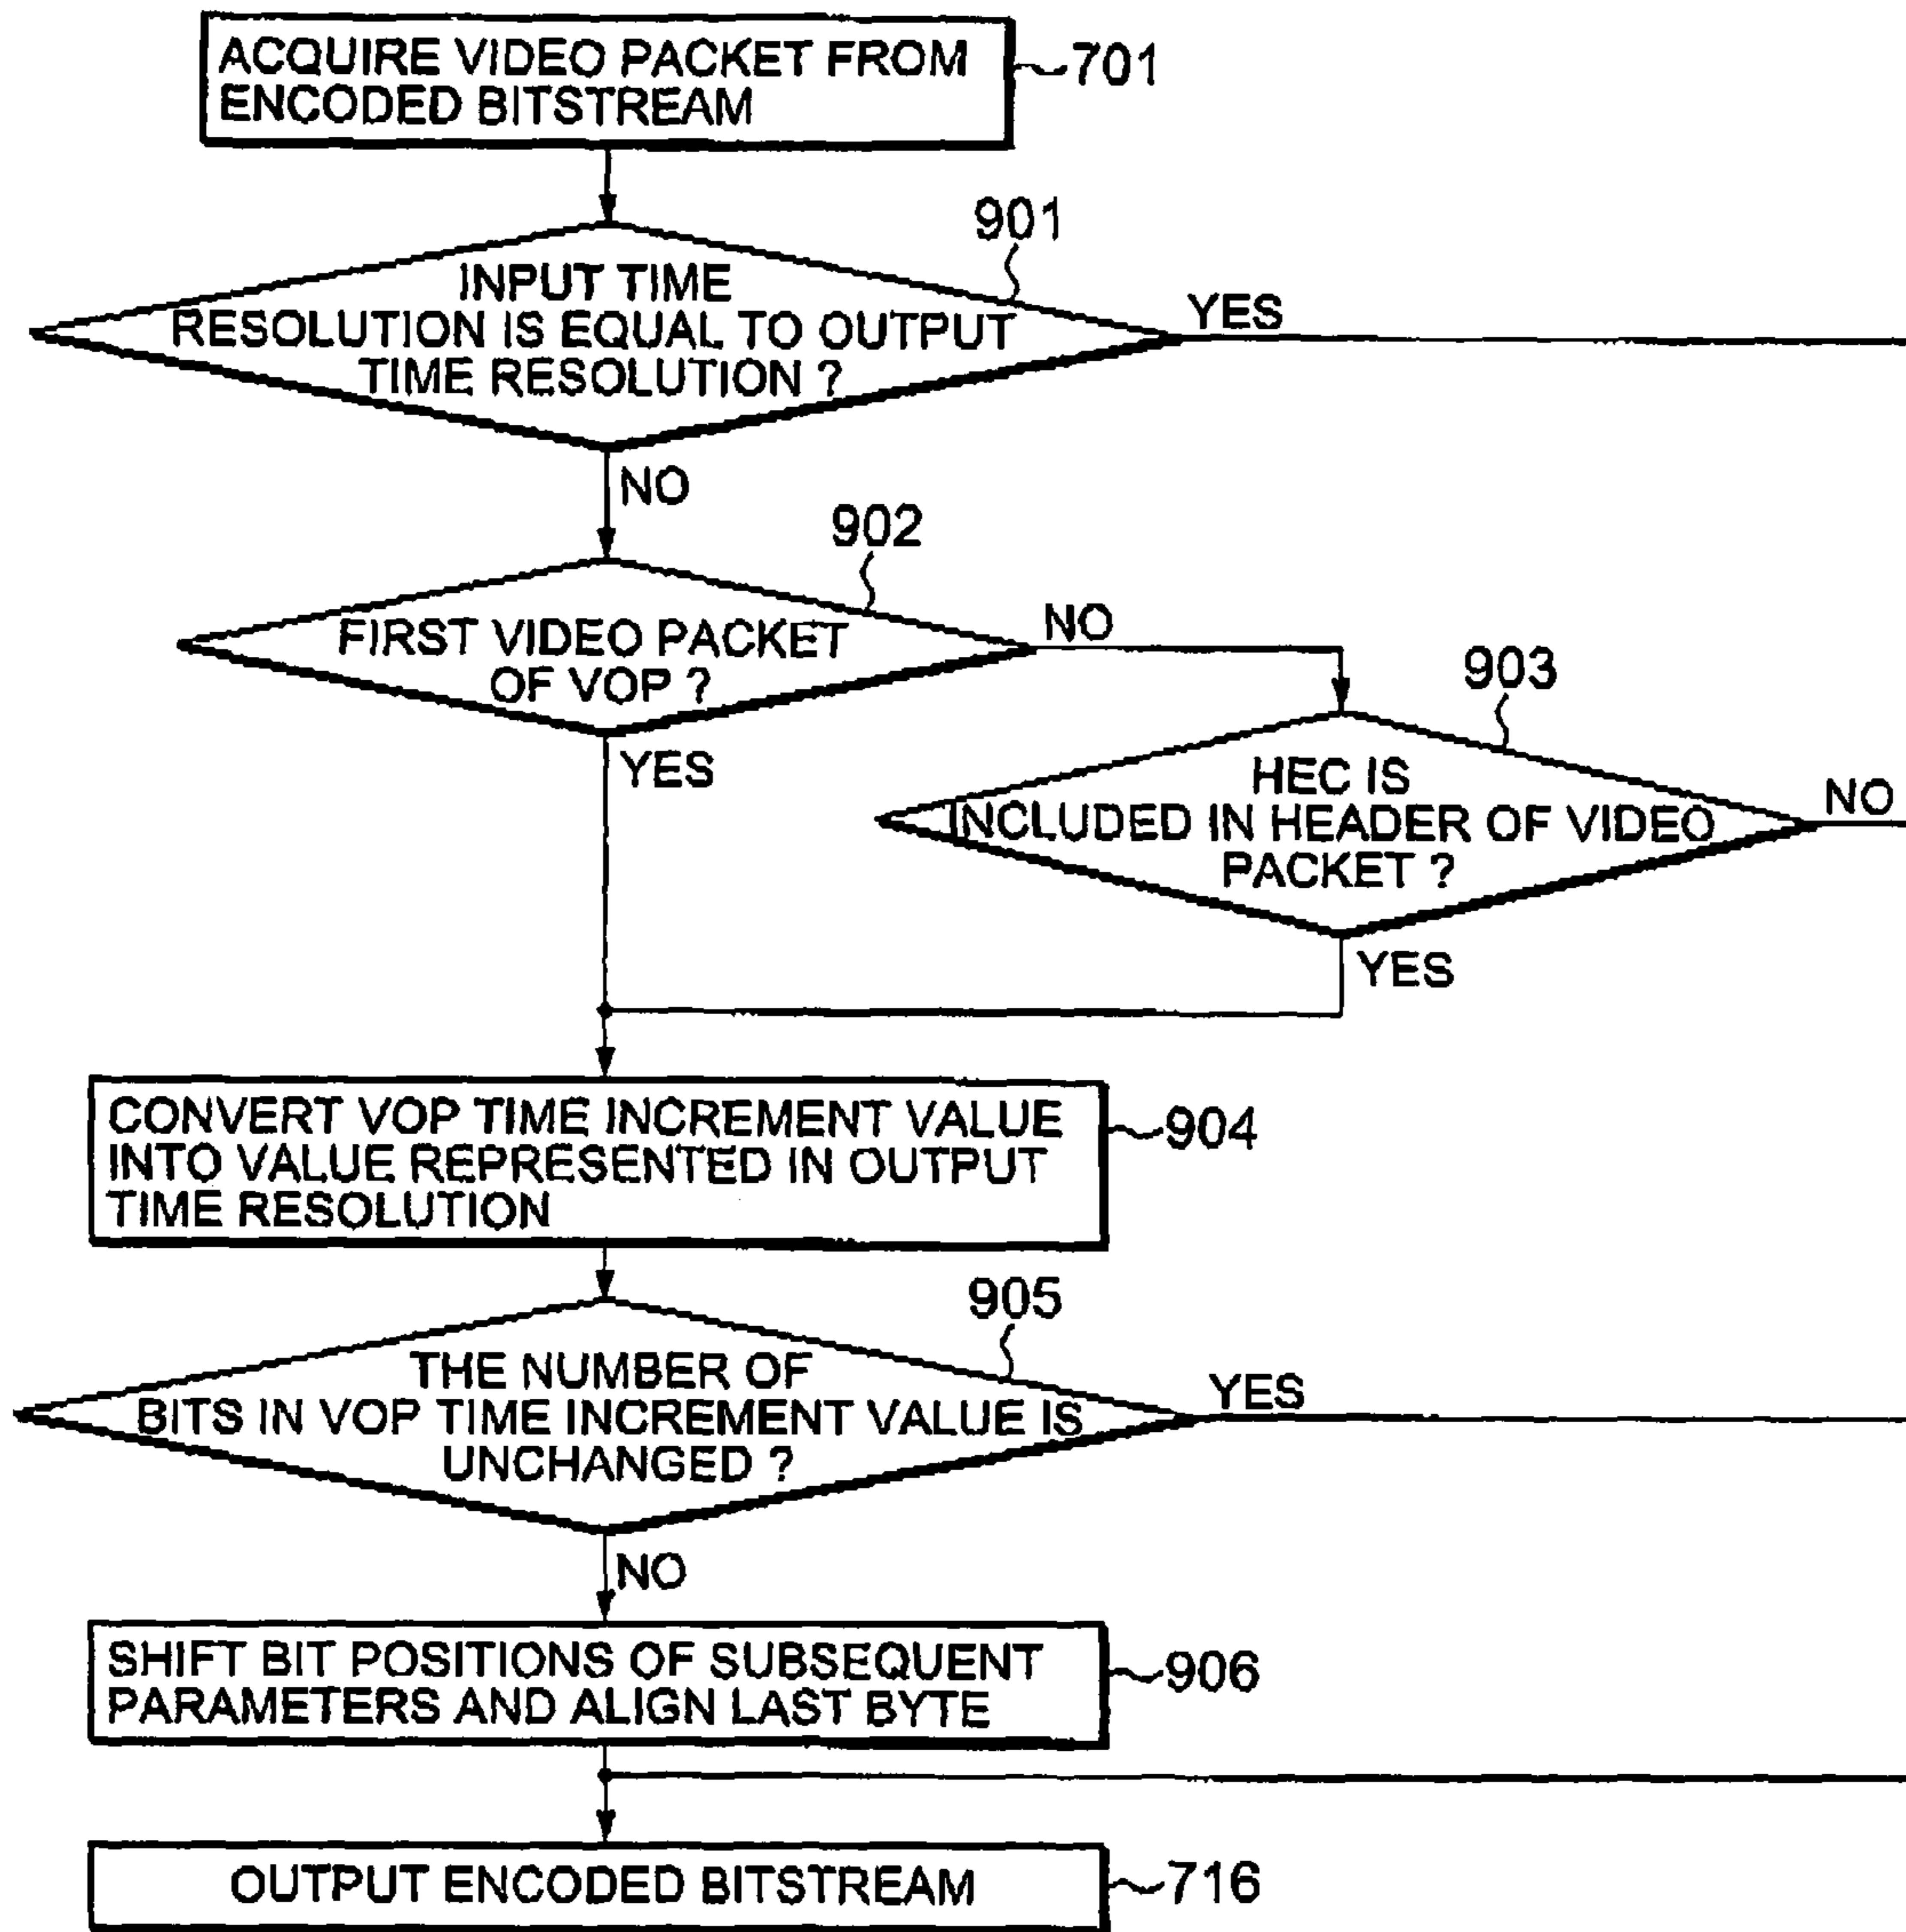 ACQUIRE VIDEO PACKET FROM
ENCODED BITSTREAM
701
901
INPUT TIME
RESOLUTION IS EQUAL TO OUTPUT
TIME RESOLUTION ?
YES
NO
902
FIRST VIDEO PACKET
OF VOP ?
NO
YES
903
HEC IS
INCLUDED IN HEADER OF VIDEO
PACKET ?
NO
YES
CONVERT VOP TIME INCREMENT VALUE
INTO VALUE REPRESENTED IN OUTPUT
TIME RESOLUTION
904
905
THE NUMBER OF
BITS IN VOP TIME INCREMENT VALUE IS
UNCHANGED ?
YES
NO
SHIFT BIT POSITIONS OF SUBSEQUENT
PARAMETERS AND ALIGN LAST BYTE
906
OUTPUT ENCODED BITSTREAM
716